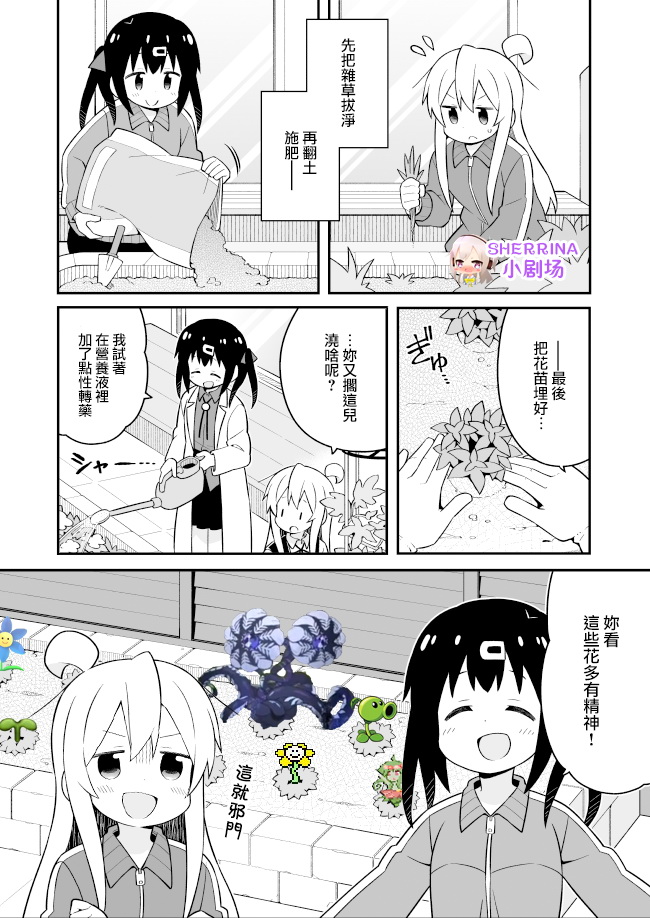 先把雜草拔淨
再翻土
施肥——
SHERRINA
小剧场
——最後
把花苗埋好…
ぎゅ…
…妳又擱這兒
澆啥呢？
我試著
在營養液裡
加了點性轉藥
シャー
妳看
這些花多有精神！
這就邪門